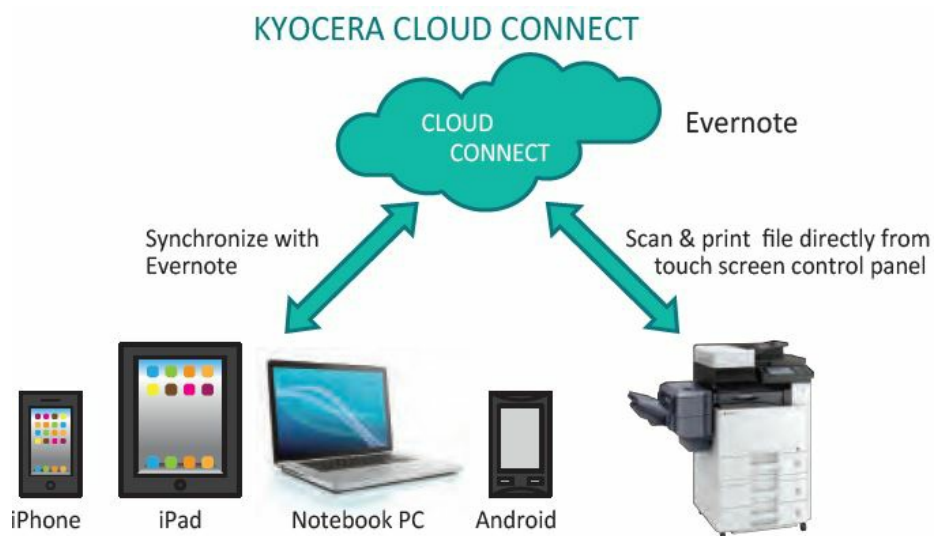 KYOCERA CLOUD CONNECT
CLOUD
CONNECT
Evernote
Synchronize with
Evernote
Scan & print file directly from
touch screen control panel
iPhone
iPad
Notebook PC
Android